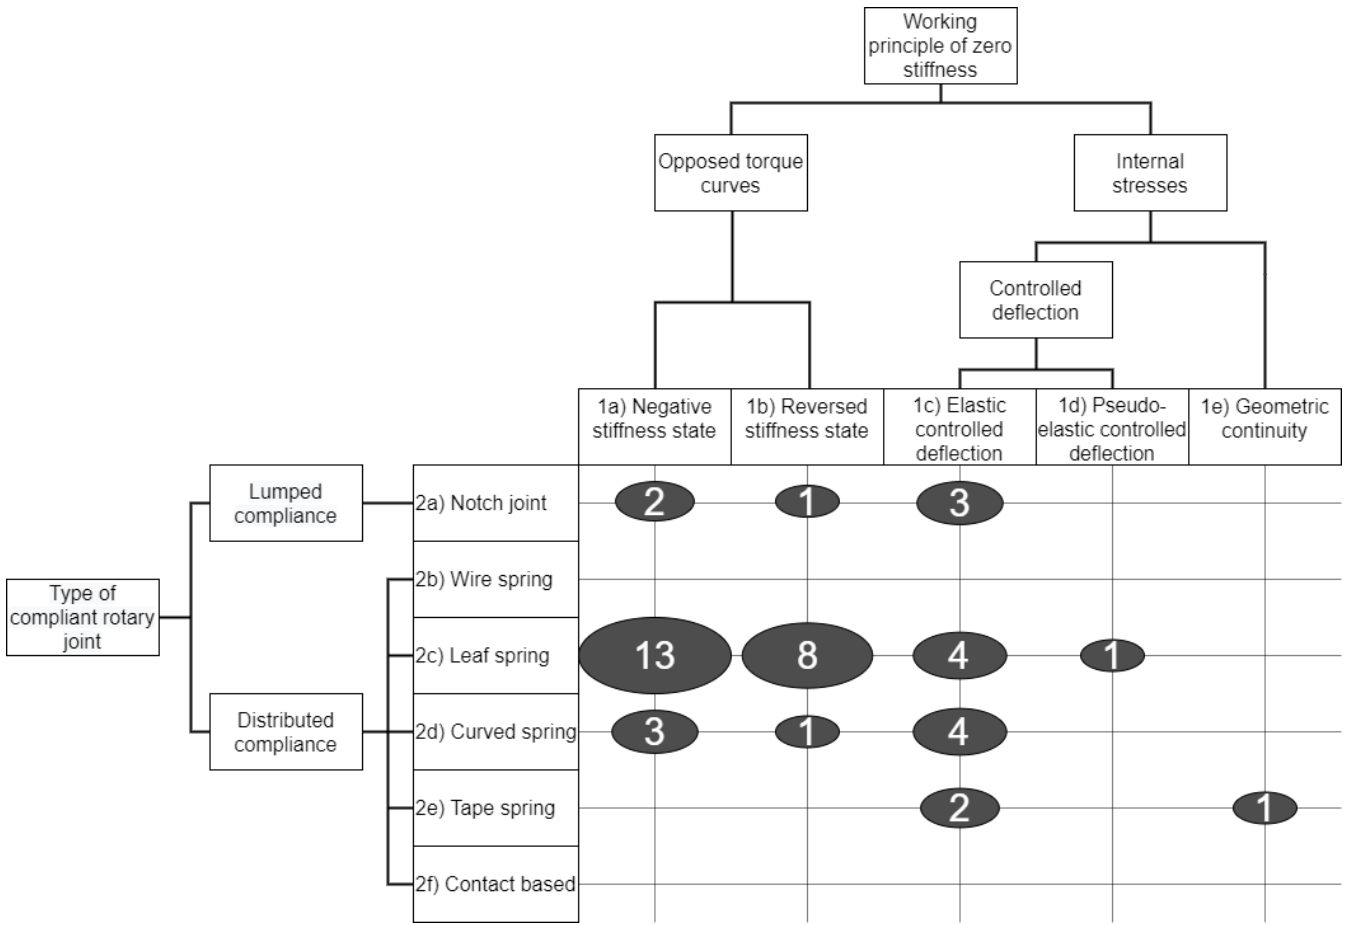 Working
principle of zero
stiffness
Opposed torque
curves
Internal
stresses
Controlled
deflection
1a) Negative
stiffness state
1b) Reversed
stiffness state
1c) Elastic
controlled
deflection
1d) Pseudo-
elastic controlled
deflection
1e) Geometric
continuity
Type of
compliant rotary
joint
Lumped
compliance
Distributed
compliance
2a) Notch joint
2
1
3
2b) Wire spring
2c) Leaf spring
13
8
4
1
2d) Curved spring
3
1
4
2e) Tape spring
2
1
2f) Contact based